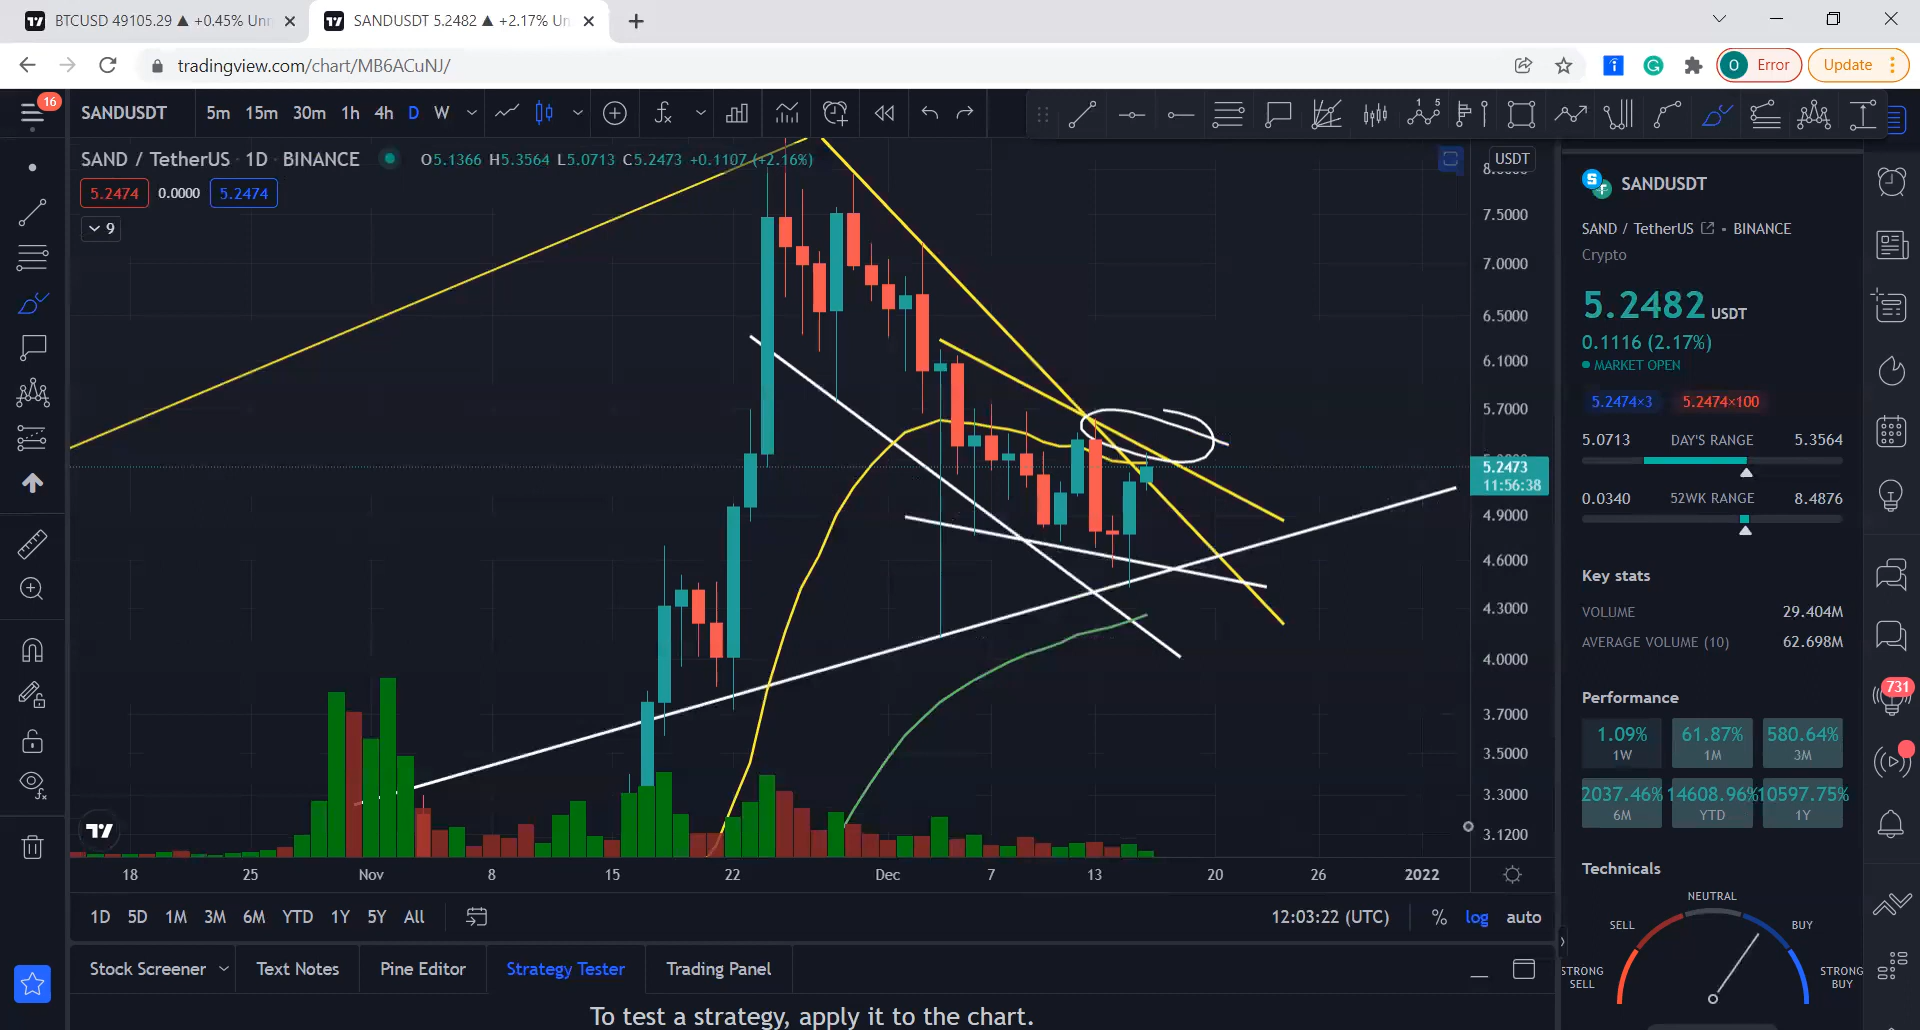 BTCUSD 49105.29 ▲ +0.45% Unn
SANDUSDT 5.2482 ▲ +2.17% Un
tradingview.com/chart/MB6ACuNJ/
O Error
Update
16
SANDUSDT 5m 15m 30m 1h 4h D W
SAND / TetherUS · 1D · BINANCE O5.1366 H5.3564 L5.0713 C5.2473 +0.1107 (+2.16%)
5.2474 0.0000 5.2474
9
USDT
7.5000
7.0000
6.5000
6.1000
5.7000
5.2473
11:56:38
4.9000
4.6000
4.3000
4.0000
3.7000
3.5000
3.3000
3.1200
18 25 Nov 8 15 22 Dec 7 13 20 26 2022
1D 5D 1M 3M 6M YTD 1Y 5Y All
12:03:22 (UTC) % log auto
Stock Screener Text Notes Pine Editor Strategy Tester Trading Panel
To test a strategy, apply it to the chart.
SANDUSDT
SAND / TetherUS · BINANCE
Crypto
5.2482 USDT
0.1116 (2.17%)
MARKET OPEN
5.2474×3 5.2474×100
5.0713 DAY'S RANGE 5.3564
0.0340 52WK RANGE 8.4876
Key stats
VOLUME 29.404M
AVERAGE VOLUME (10) 62.698M
Performance
1.09% 61.87% 580.64%
1W 1M 3M
2037.46% 14608.96% 10597.75%
6M YTD 1Y
Technicals
NEUTRAL
SELL BUY
STRONG SELL
STRONG BUY
731